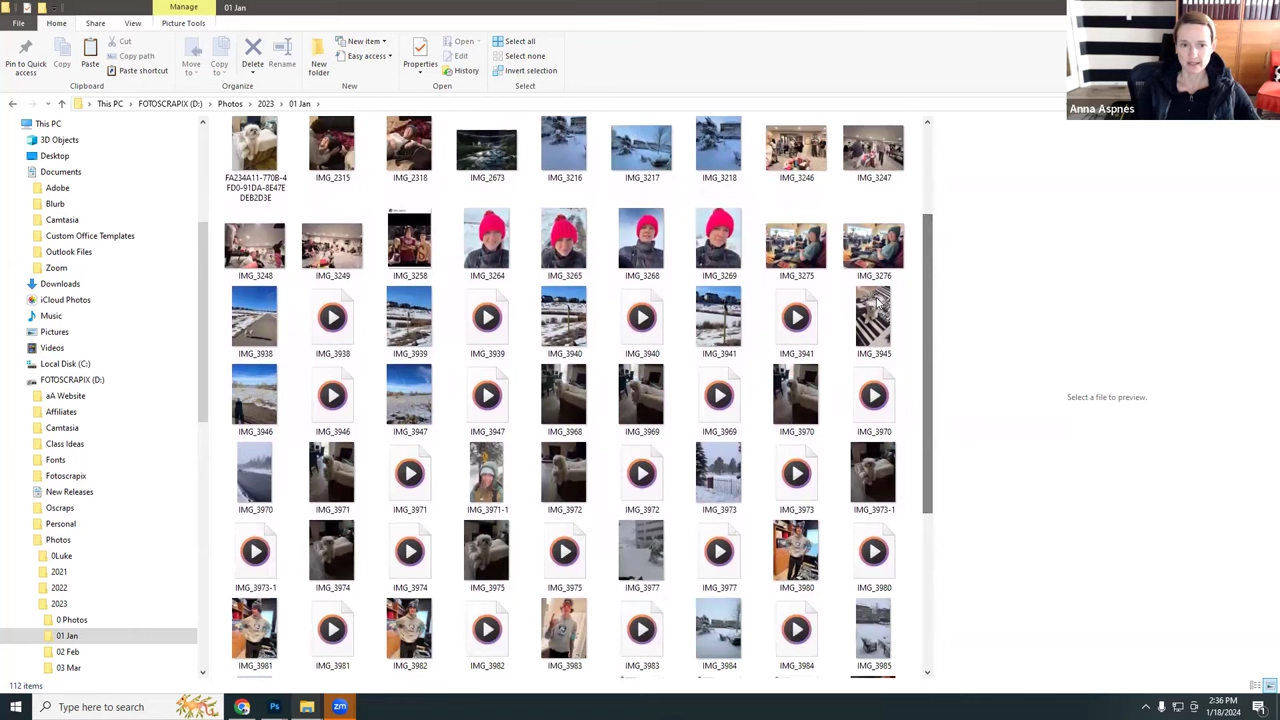 Manage
01 Jan
File
Home
Share
View
Picture Tools
Pin to Quick access
Copy
Paste
Cut
Copy path
Paste shortcut
Clipboard
Move to
Copy to
Delete
Rename
Organize
New folder
New item
Easy access
New
Properties
Open
Edit
History
Open
Select all
Select none
Invert selection
Select
Anna Aspnes
This PC > FOTOSCRAPIX (D:) > Photos > 2023 > 01 Jan >
This PC
3D Objects
Desktop
Documents
Adobe
Blurb
Camtasia
Custom Office Templates
Outlook Files
Zoom
Downloads
iCloud Photos
Music
Pictures
Videos
Local Disk (C:)
FOTOSCRAPIX (D:)
aA Website
Affiliates
Camtasia
Class Ideas
Fonts
Fotoscrapix
New Releases
Oscraps
Personal
Photos
0Luke
2021
2022
2023
0 Photos
01 Jan
02 Feb
03 Mar
FA234A11-770B-4
FD0-91DA-8E47E
DEB2D3E
IMG_2315 IMG_2318 IMG_2673 IMG_3216 IMG_3217 IMG_3218 IMG_3246 IMG_3247
IMG_3248 IMG_3249 IMG_3258 IMG_3264 IMG_3265 IMG_3268 IMG_3269 IMG_3275 IMG_3276
IMG_3938 IMG_3938 IMG_3939 IMG_3939 IMG_3940 IMG_3940 IMG_3941 IMG_3941 IMG_3945
IMG_3946 IMG_3946 IMG_3947 IMG_3947 IMG_3968 IMG_3969 IMG_3969 IMG_3970 IMG_3970
IMG_3970 IMG_3971 IMG_3971 IMG_3971-1 IMG_3972 IMG_3972 IMG_3973 IMG_3973 IMG_3973-1
IMG_3973-1 IMG_3974 IMG_3974 IMG_3975 IMG_3975 IMG_3977 IMG_3977 IMG_3980 IMG_3980
IMG_3981 IMG_3981 IMG_3982 IMG_3982 IMG_3983 IMG_3983 IMG_3984 IMG_3984 IMG_3985
Select a file to preview.
112 items
Type here to search
Ps
zm
2:36 PM
1/18/2024